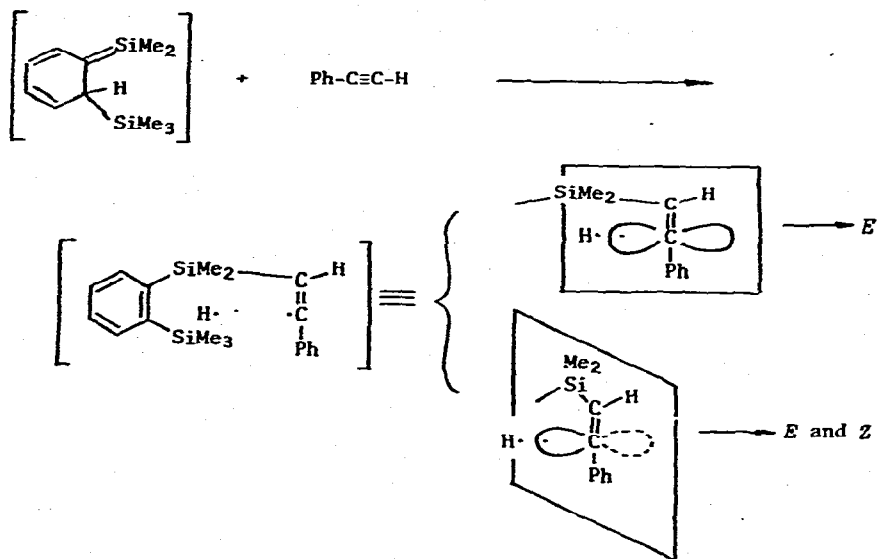 SiMe2
H
SiMe3
+
Ph-C≡C-H
SiMe2
C
H
H·
·
C
Ph
E
SiMe2
C
H
H·
·C
SiMe3
Ph
≡
Me2
Si
C
H
H·
·
C
Ph
E and Z